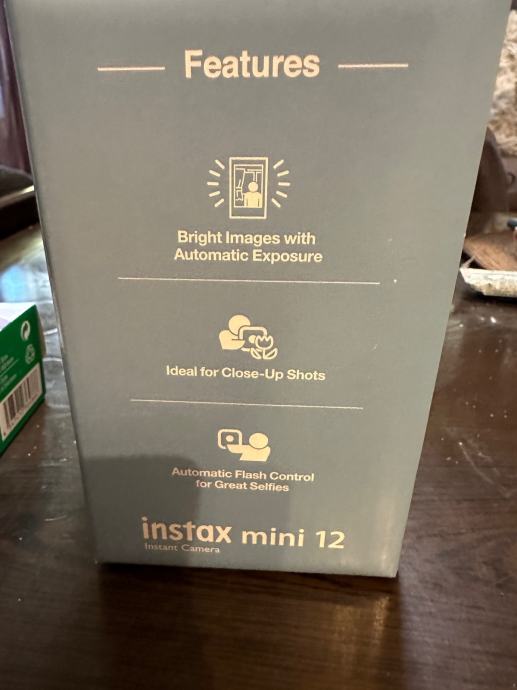 Features
Bright Images with
Automatic Exposure
Ideal for Close-Up Shots
Automatic Flash Control
for Great Selfies
instax mini 12
Instant Camera